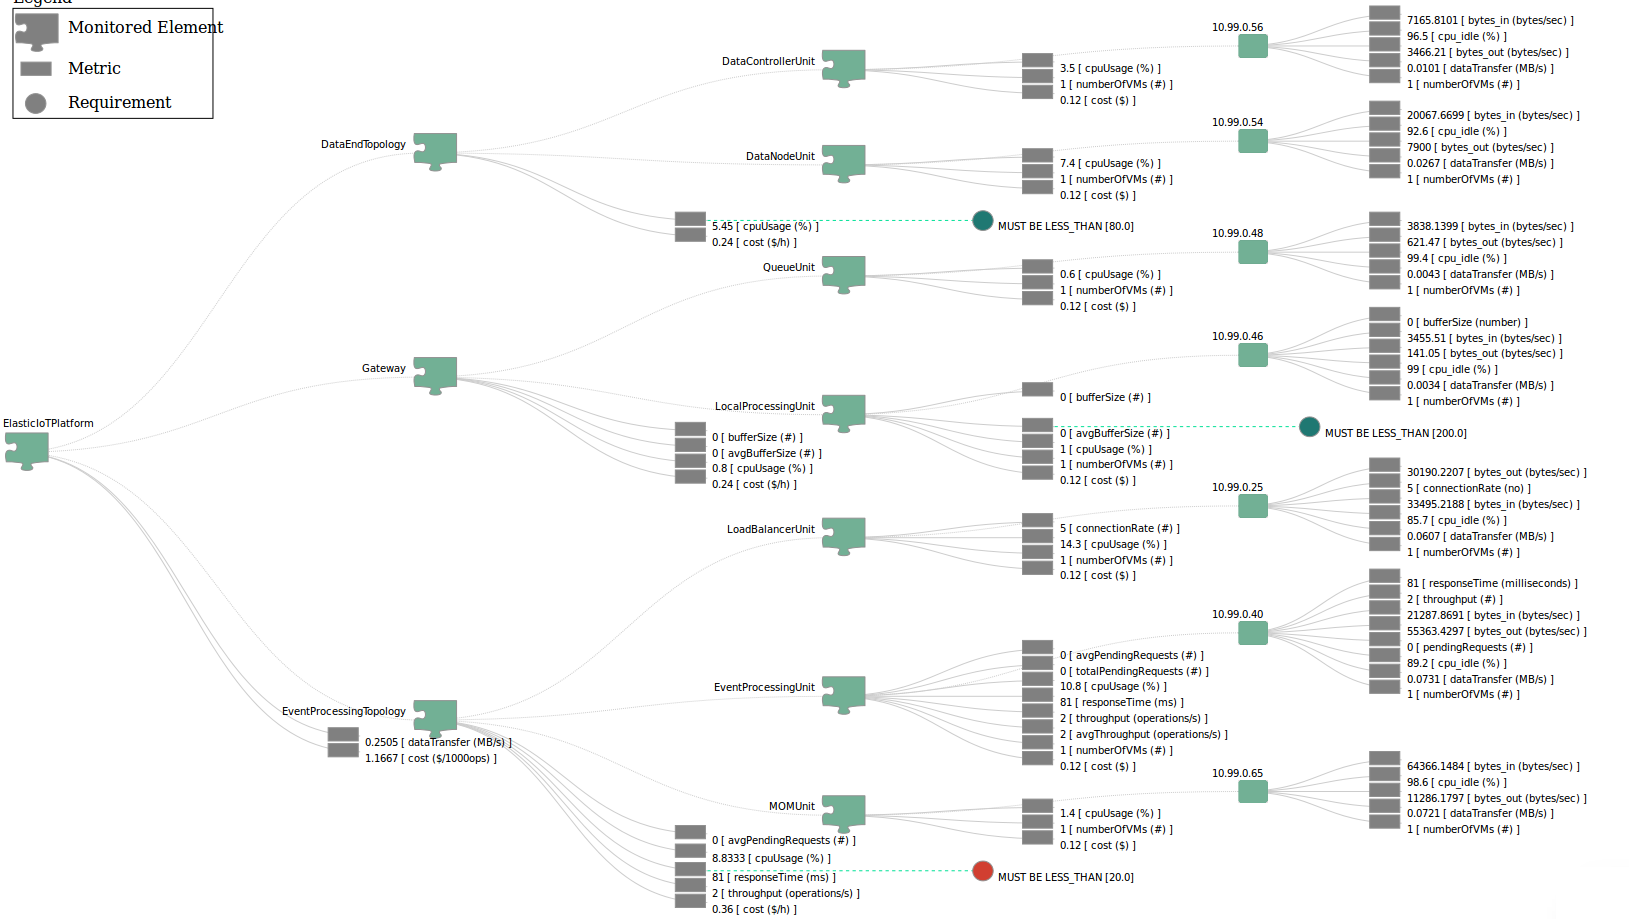 Legend
Monitored Element
Metric
Requirement
ElasticIoTPlatform
0.2505 [ dataTransfer (MB/s) ]
1.1667 [ cost ($/1000ops) ]
DataEndTopology
5.45 [ cpuUsage (%) ]
MUST BE LESS_THAN [80.0]
0.24 [ cost ($/h) ]
DataControllerUnit
3.5 [ cpuUsage (%) ]
1 [ numberOfVMs (#) ]
0.12 [ cost ($) ]
10.99.0.56
7165.8101 [ bytes_in (bytes/sec) ]
96.5 [ cpu_idle (%) ]
3466.21 [ bytes_out (bytes/sec) ]
0.0101 [ dataTransfer (MB/s) ]
1 [ numberOfVMs (#) ]
DataNodeUnit
7.4 [ cpuUsage (%) ]
1 [ numberOfVMs (#) ]
0.12 [ cost ($) ]
10.99.0.54
20067.6699 [ bytes_in (bytes/sec) ]
92.6 [ cpu_idle (%) ]
7900 [ bytes_out (bytes/sec) ]
0.0267 [ dataTransfer (MB/s) ]
1 [ numberOfVMs (#) ]
Gateway
0 [ bufferSize (#) ]
0 [ avgBufferSize (#) ]
0.8 [ cpuUsage (%) ]
0.24 [ cost ($/h) ]
QueueUnit
0.6 [ cpuUsage (%) ]
1 [ numberOfVMs (#) ]
0.12 [ cost ($) ]
10.99.0.48
3838.1399 [ bytes_in (bytes/sec) ]
621.47 [ bytes_out (bytes/sec) ]
99.4 [ cpu_idle (%) ]
0.0043 [ dataTransfer (MB/s) ]
1 [ numberOfVMs (#) ]
LocalProcessingUnit
0 [ bufferSize (#) ]
0 [ avgBufferSize (#) ]
MUST BE LESS_THAN [200.0]
1 [ cpuUsage (%) ]
1 [ numberOfVMs (#) ]
0.12 [ cost ($) ]
10.99.0.46
0 [ bufferSize (number) ]
3455.51 [ bytes_in (bytes/sec) ]
141.05 [ bytes_out (bytes/sec) ]
99 [ cpu_idle (%) ]
0.0034 [ dataTransfer (MB/s) ]
1 [ numberOfVMs (#) ]
EventProcessingTopology
0 [ avgPendingRequests (#) ]
8.8333 [ cpuUsage (%) ]
81 [ responseTime (ms) ]
MUST BE LESS_THAN [20.0]
2 [ throughput (operations/s) ]
0.36 [ cost ($/h) ]
LoadBalancerUnit
5 [ connectionRate (#) ]
14.3 [ cpuUsage (%) ]
1 [ numberOfVMs (#) ]
0.12 [ cost ($) ]
10.99.0.25
30190.2207 [ bytes_out (bytes/sec) ]
5 [ connectionRate (no) ]
33495.2188 [ bytes_in (bytes/sec) ]
85.7 [ cpu_idle (%) ]
0.0607 [ dataTransfer (MB/s) ]
1 [ numberOfVMs (#) ]
EventProcessingUnit
0 [ avgPendingRequests (#) ]
0 [ totalPendingRequests (#) ]
10.8 [ cpuUsage (%) ]
81 [ responseTime (ms) ]
2 [ throughput (operations/s) ]
2 [ avgThroughput (operations/s) ]
1 [ numberOfVMs (#) ]
0.12 [ cost ($) ]
10.99.0.40
81 [ responseTime (milliseconds) ]
2 [ throughput (#) ]
21287.8691 [ bytes_in (bytes/sec) ]
55363.4297 [ bytes_out (bytes/sec) ]
0 [ pendingRequests (#) ]
89.2 [ cpu_idle (%) ]
0.0731 [ dataTransfer (MB/s) ]
1 [ numberOfVMs (#) ]
MOMUnit
1.4 [ cpuUsage (%) ]
1 [ numberOfVMs (#) ]
0.12 [ cost ($) ]
10.99.0.65
64366.1484 [ bytes_in (bytes/sec) ]
98.6 [ cpu_idle (%) ]
11286.1797 [ bytes_out (bytes/sec) ]
0.0721 [ dataTransfer (MB/s) ]
1 [ numberOfVMs (#) ]